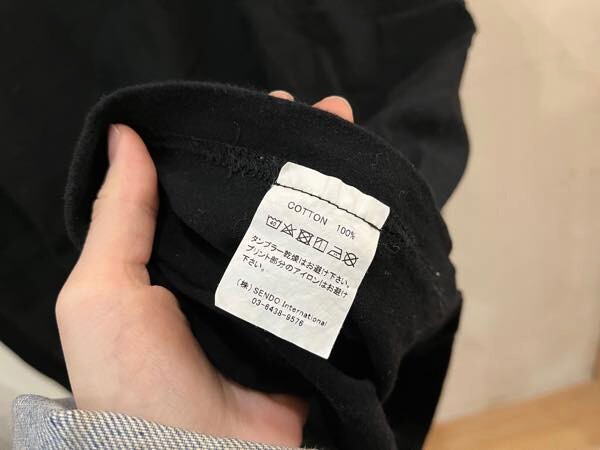 COTTON 100%
40
タンブラー乾燥はお避け下さい。
プリント部分のアイロンはお避け
下さい。
(株) SENDO International
03-6438-9576